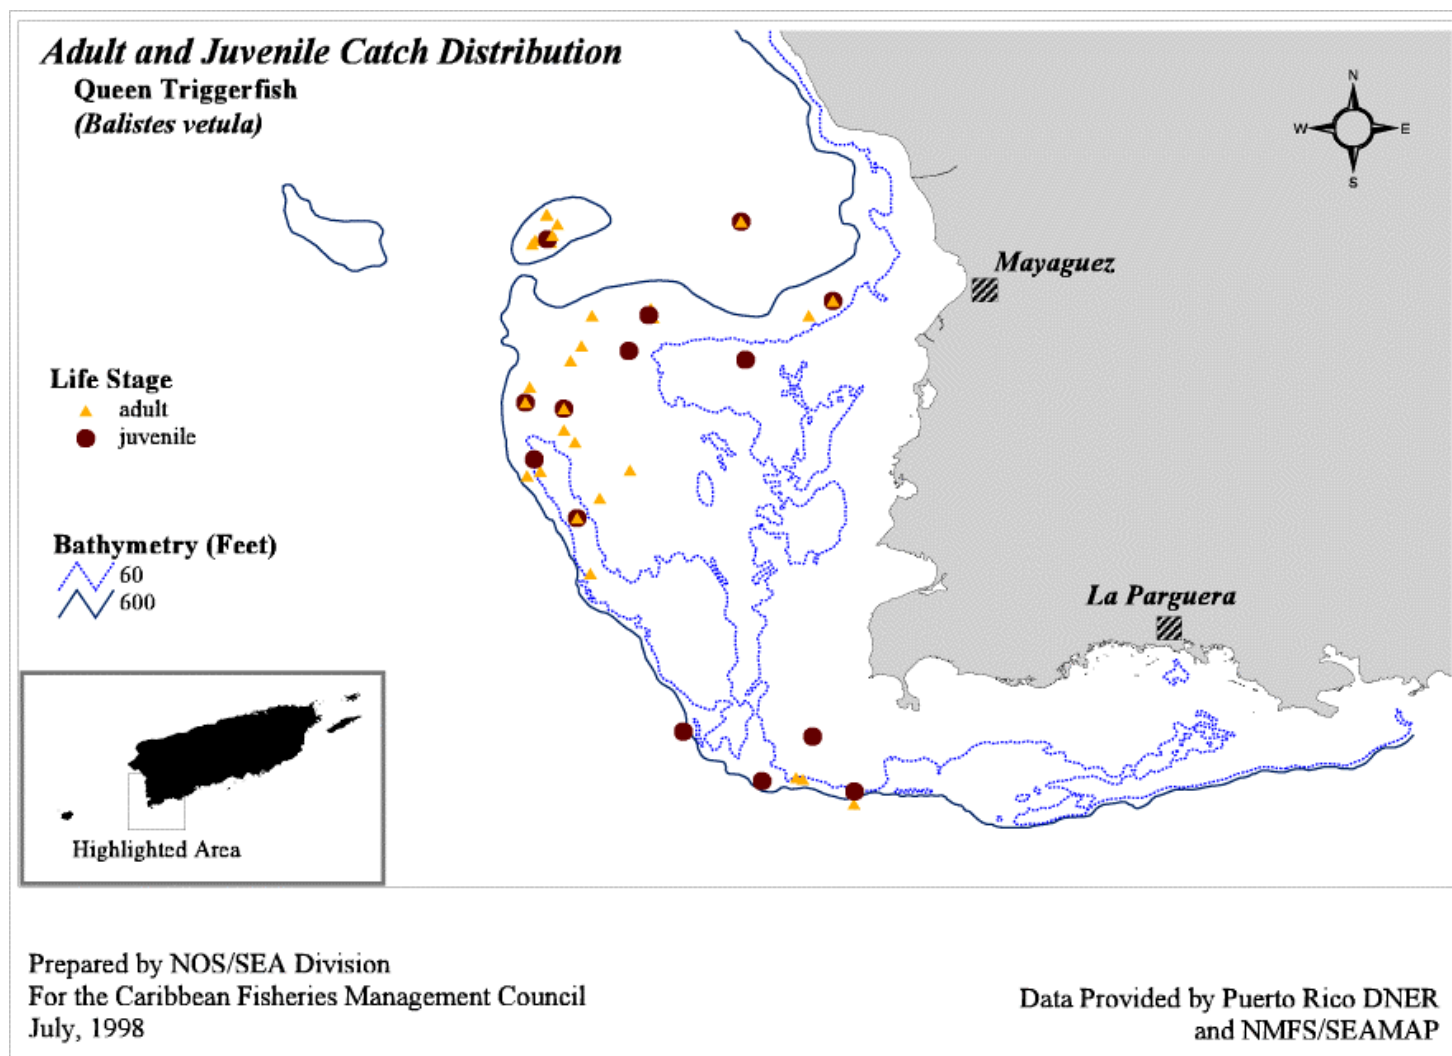 Adult and Juvenile Catch Distribution
Queen Triggerfish
(Balistes vetula)
N
W
E
S
Mayaguez
Life Stage
adult
juvenile
Bathymetry (Feet)
60
600
La Parguera
Highlighted Area
Prepared by NOS/SEA Division
For the Caribbean Fisheries Management Council
July, 1998
Data Provided by Puerto Rico DNER
and NMFS/SEAMAP